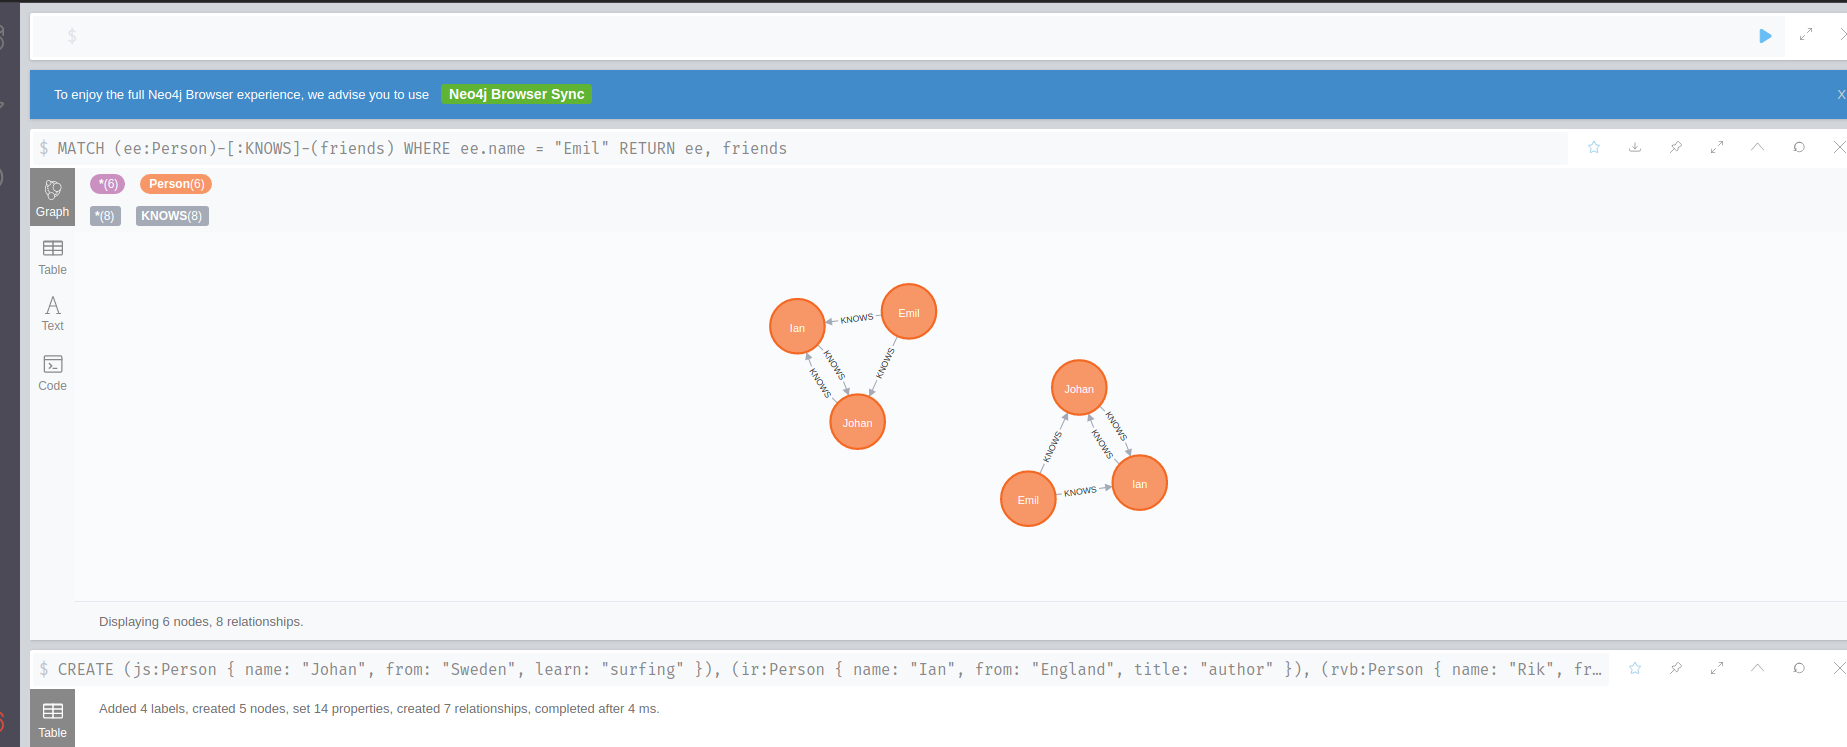 $
To enjoy the full Neo4j Browser experience, we advise you to use Neo4j Browser Sync
x
$ MATCH (ee:Person)-[:KNOWS]-(friends) WHERE ee.name = "Emil" RETURN ee, friends
*(6) Person(6)
*(8) KNOWS(8)
Graph
Table
Text
Code
Ian
KNOWS
Emil
KNOWS
KNOWS
KNOWS
Johan
Johan
KNOWS
KNOWS
KNOWS
Emil
KNOWS
Ian
Displaying 6 nodes, 8 relationships.
$ CREATE (js:Person { name: "Johan", from: "Sweden", learn: "surfing" }), (ir:Person { name: "Ian", from: "England", title: "author" }), (rvb:Person { name: "Rik", fr…
Table
Added 4 labels, created 5 nodes, set 14 properties, created 7 relationships, completed after 4 ms.